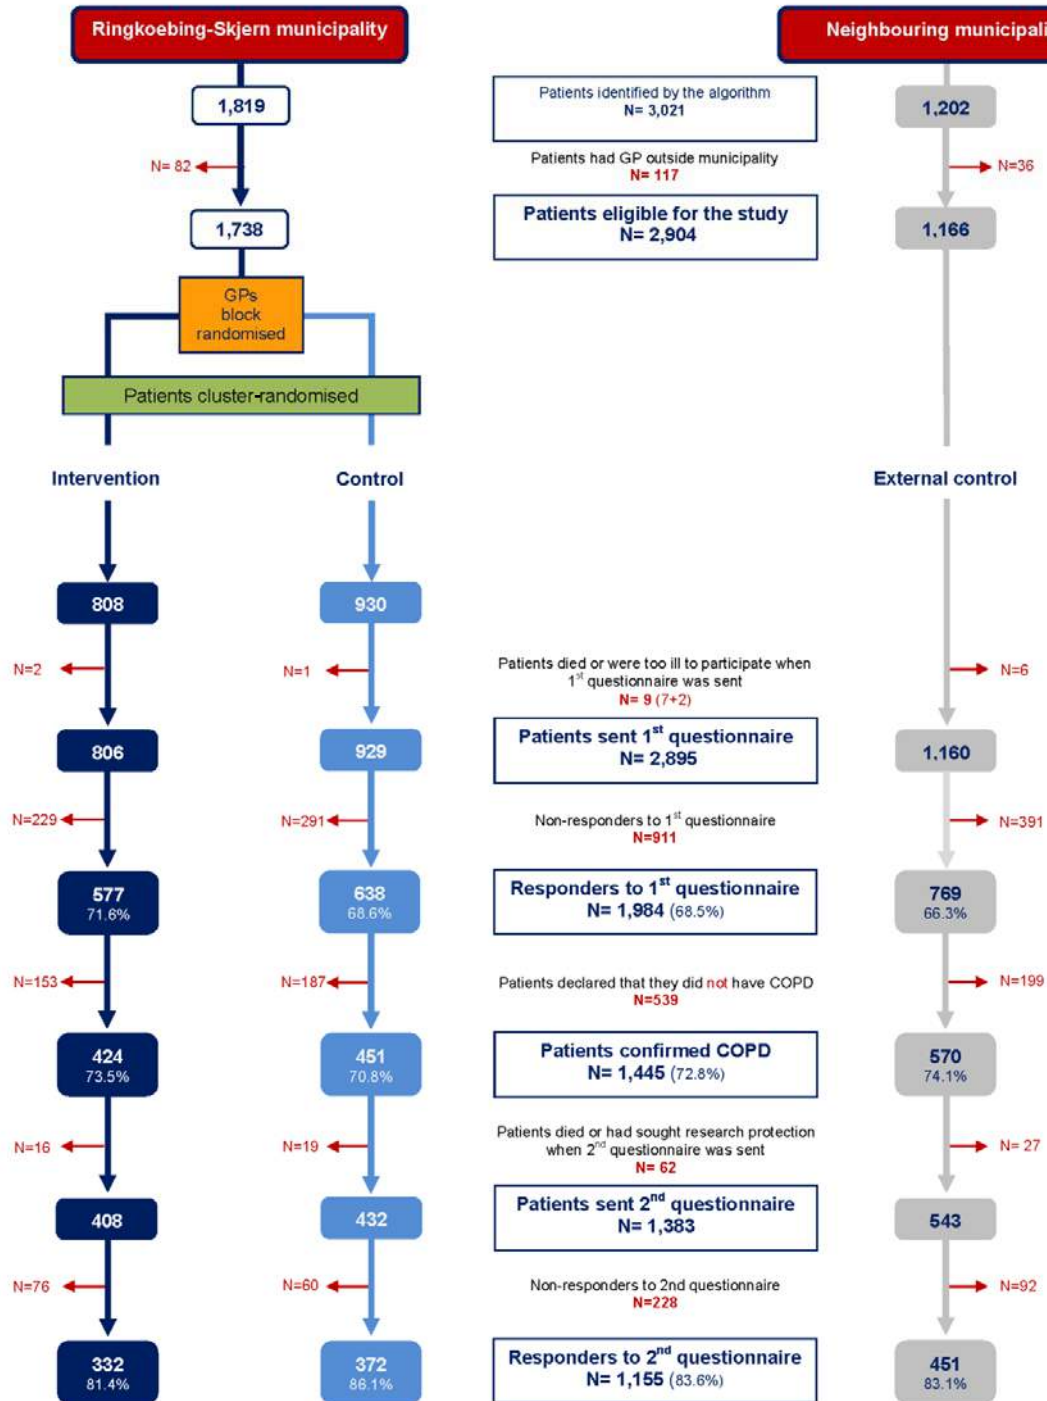 Ringkoebing-Skjern municipality
Neighbouring municipali
1,819
Patients identified by the algorithm
N= 3,021
1,202
N= 82
Patients had GP outside municipality
N= 117
N=36
1,738
Patients eligible for the study
N= 2,904
1,166
GPs
block
randomised
Patients cluster-randomised
Intervention
Control
External control
808
930
N=2
N=1
Patients died or were too ill to participate when
1st questionnaire was sent
N= 9 (7+2)
N=6
806
929
Patients sent 1st questionnaire
N= 2,895
1,160
N=229
N=291
Non-responders to 1st questionnaire
N=911
N=391
577
71.6%
638
68.6%
Responders to 1st questionnaire
N= 1,984 (68.5%)
769
66.3%
N=153
N=187
Patients declared that they did not have COPD
N=539
N=199
424
73.5%
451
70.8%
Patients confirmed COPD
N= 1,445 (72.8%)
570
74.1%
N=16
N=19
Patients died or had sought research protection
when 2nd questionnaire was sent
N= 62
N= 27
408
432
Patients sent 2nd questionnaire
N= 1,383
543
N=76
N=60
Non-responders to 2nd questionnaire
N=228
N=92
332
81.4%
372
86.1%
Responders to 2nd questionnaire
N= 1,155 (83.6%)
451
83.1%